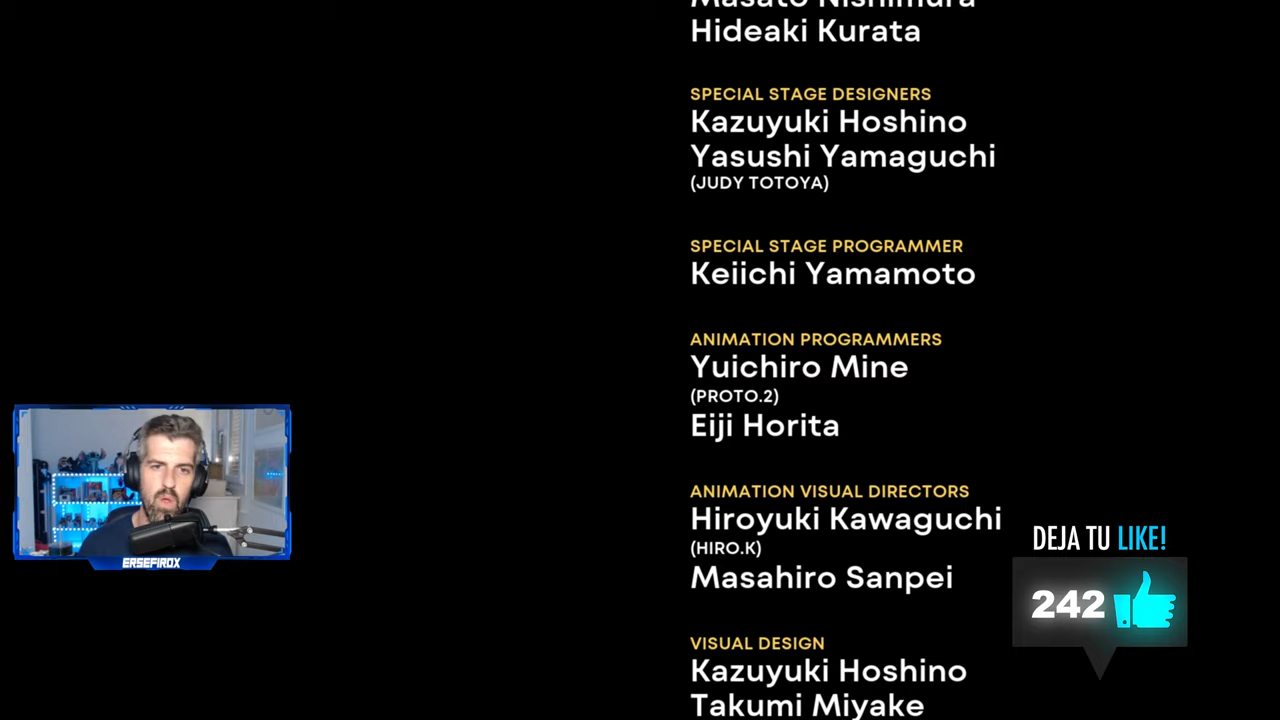 Masato Nishimura
Hideaki Kurata
SPECIAL STAGE DESIGNERS
Kazuyuki Hoshino
Yasushi Yamaguchi
(JUDY TOTOYA)
SPECIAL STAGE PROGRAMMER
Keiichi Yamamoto
ANIMATION PROGRAMMERS
Yuichiro Mine
(PROTO.2)
Eiji Horita
ANIMATION VISUAL DIRECTORS
Hiroyuki Kawaguchi
(HIRO.K)
Masahiro Sanpei
VISUAL DESIGN
Kazuyuki Hoshino
Takumi Miyake
ERSEFIROX
DEJA TU LIKE!
242